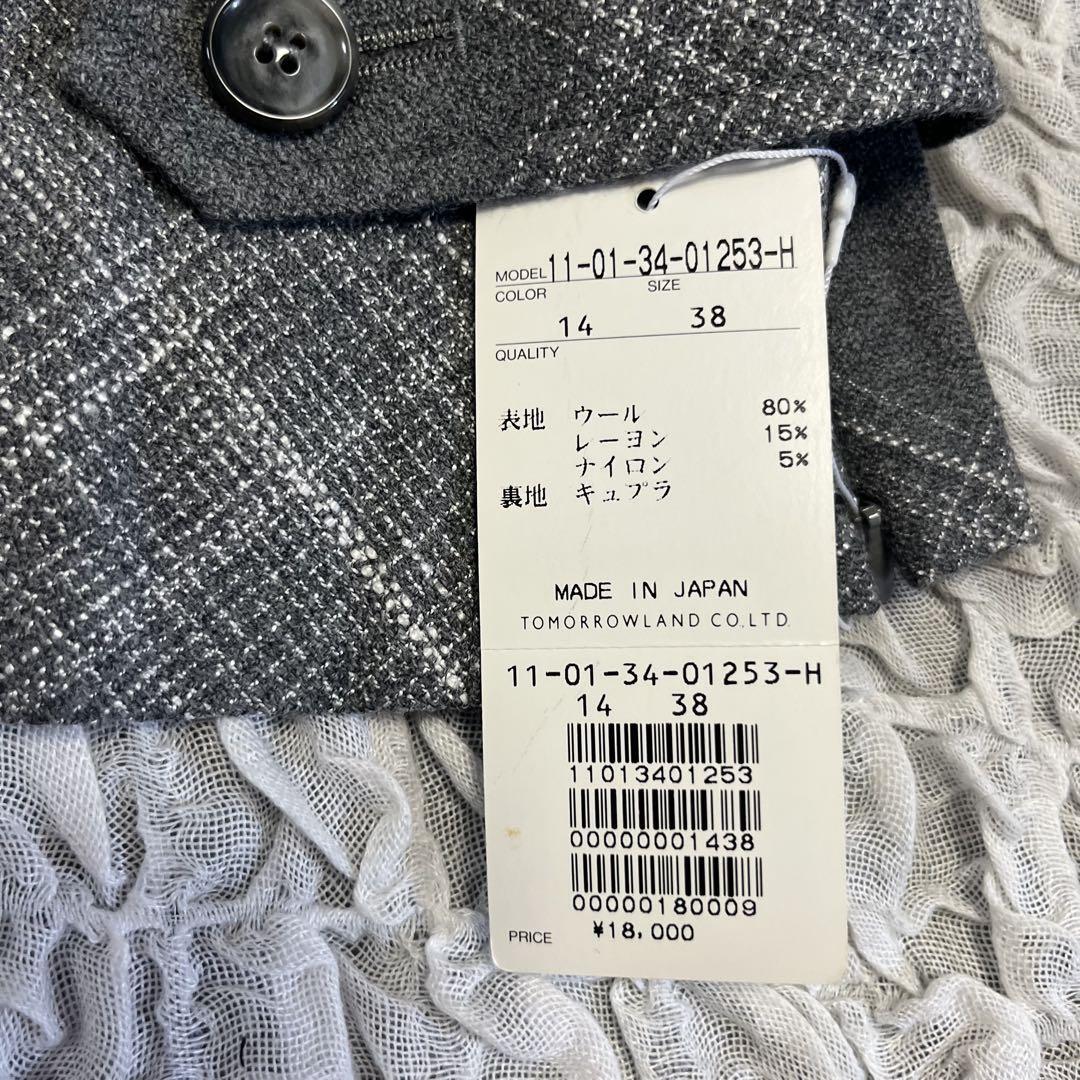 MODEL 11-01-34-01253-H
COLOR SIZE
14 38
QUALITY
表地 ウール 80%
レーヨン 15%
ナイロン 5%
裏地 キュプラ
MADE IN JAPAN
TOMORROWLAND CO.,LTD.
11-01-34-01253-H
14 38
11013401253
00000001438
00000180009
PRICE ¥18,000